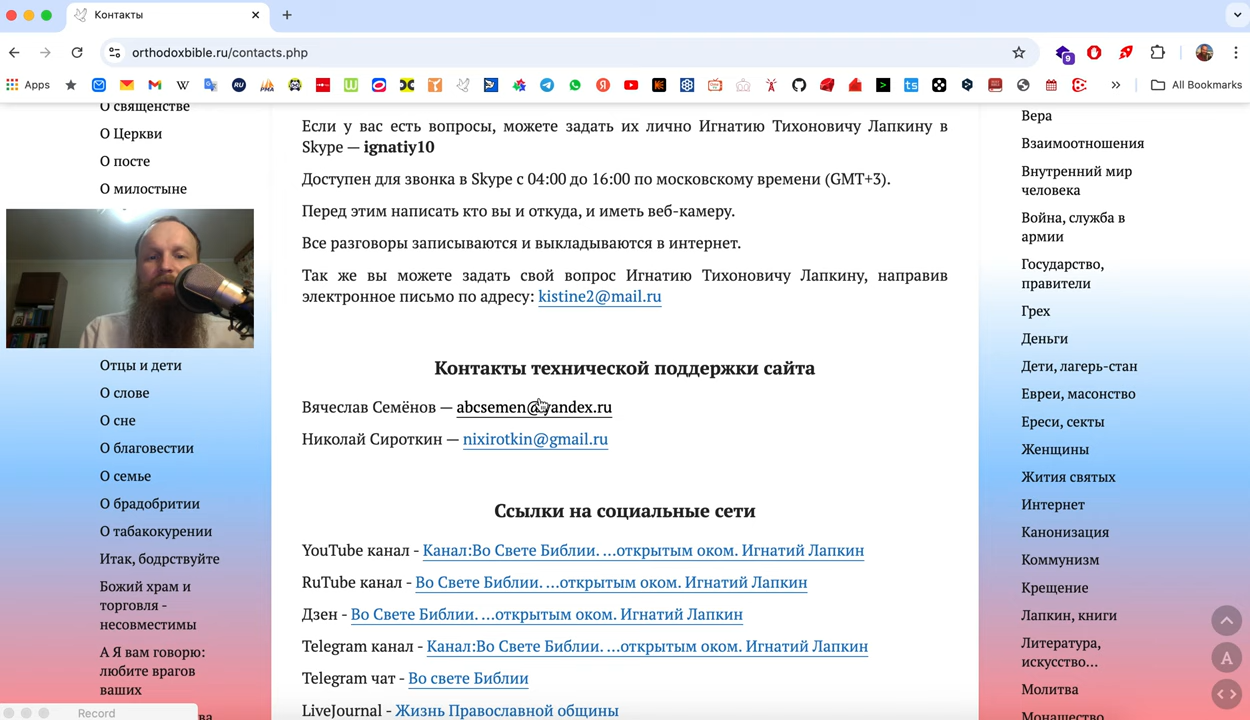 Контакты
orthodoxbible.ru/contacts.php
9
Apps
RU
ts
All Bookmarks
О священстве
О Церкви
О посте
О милостыне
Отцы и дети
О слове
О сне
О благовестии
О семье
О брадобритии
О табакокурении
Итак, бодрствуйте
Божий храм и
торговля -
несовместимы
А Я вам говорю:
любите врагов
ваших
Record
ва
Если у вас есть вопросы, можете задать их лично Игнатию Тихоновичу Лапкину в
Skype — ignatiy10
Доступен для звонка в Skype с 04:00 до 16:00 по московскому времени (GMT+3).
Перед этим написать кто вы и откуда, и иметь веб-камеру.
Все разговоры записываются и выкладываются в интернет.
Так же вы можете задать свой вопрос Игнатию Тихоновичу Лапкину, направив
электронное письмо по адресу: kistine2@mail.ru
Контакты технической поддержки сайта
Вячеслав Семёнов — abcsemen@yandex.ru
Николай Сироткин — nixirotkin@gmail.ru
Ссылки на социальные сети
YouTube канал - Канал:Во Свете Библии. ...открытым оком. Игнатий Лапкин
RuTube канал - Во Свете Библии. ...открытым оком. Игнатий Лапкин
Дзен - Во Свете Библии. ...открытым оком. Игнатий Лапкин
Telegram канал - Канал:Во Свете Библии. ...открытым оком. Игнатий Лапкин
Telegram чат - Во свете Библии
LiveJournal - Жизнь Православной общины
Вера
Взаимоотношения
Внутренний мир
человека
Война, служба в
армии
Государство,
правители
Грех
Деньги
Дети, лагерь-стан
Евреи, масонство
Ереси, секты
Женщины
Жития святых
Интернет
Канонизация
Коммунизм
Крещение
Лапкин, книги
Литература,
искусство...
Молитва
Монашество
A